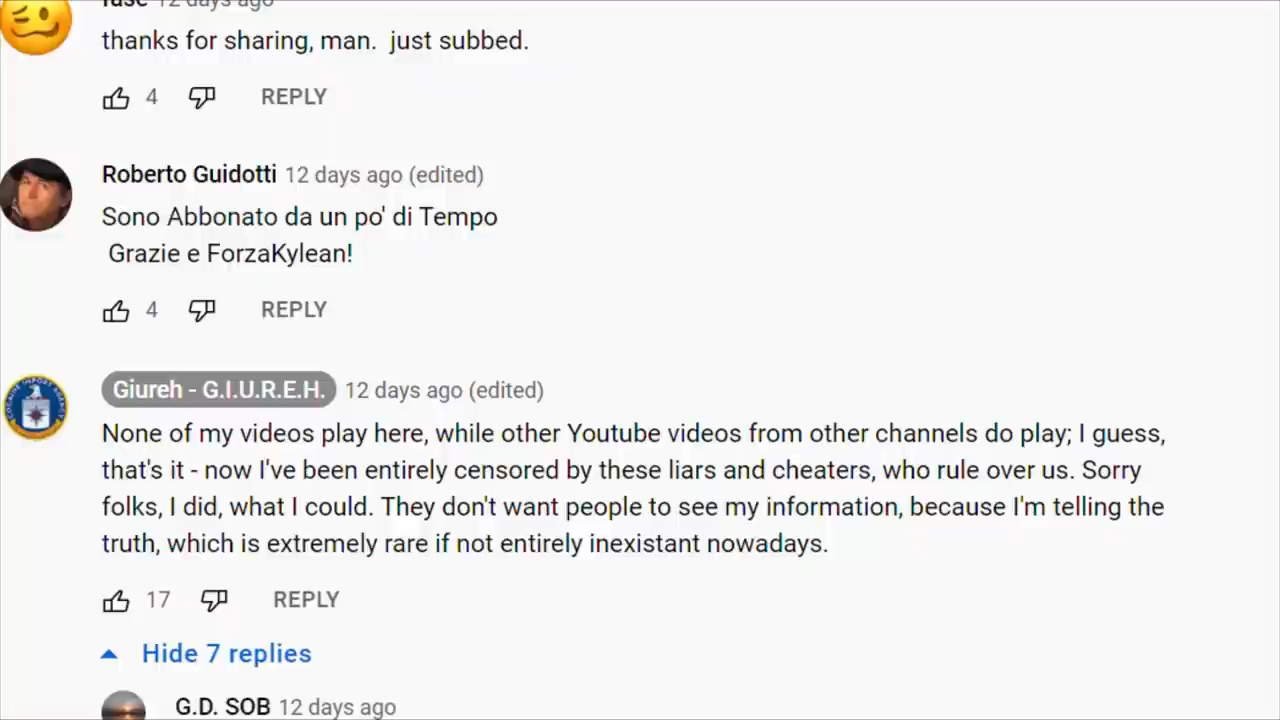 fuse 12 days ago
thanks for sharing, man.  just subbed.
4 REPLY
Roberto Guidotti 12 days ago (edited)
Sono Abbonato da un po' di Tempo
Grazie e ForzaKylean!
4 REPLY
Giureh - G.I.U.R.E.H. 12 days ago (edited)
None of my videos play here, while other Youtube videos from other channels do play; I guess,
that's it - now I've been entirely censored by these liars and cheaters, who rule over us. Sorry
folks, I did, what I could. They don't want people to see my information, because I'm telling the
truth, which is extremely rare if not entirely inexistant nowadays.
17 REPLY
Hide 7 replies
G.D. SOB 12 days ago